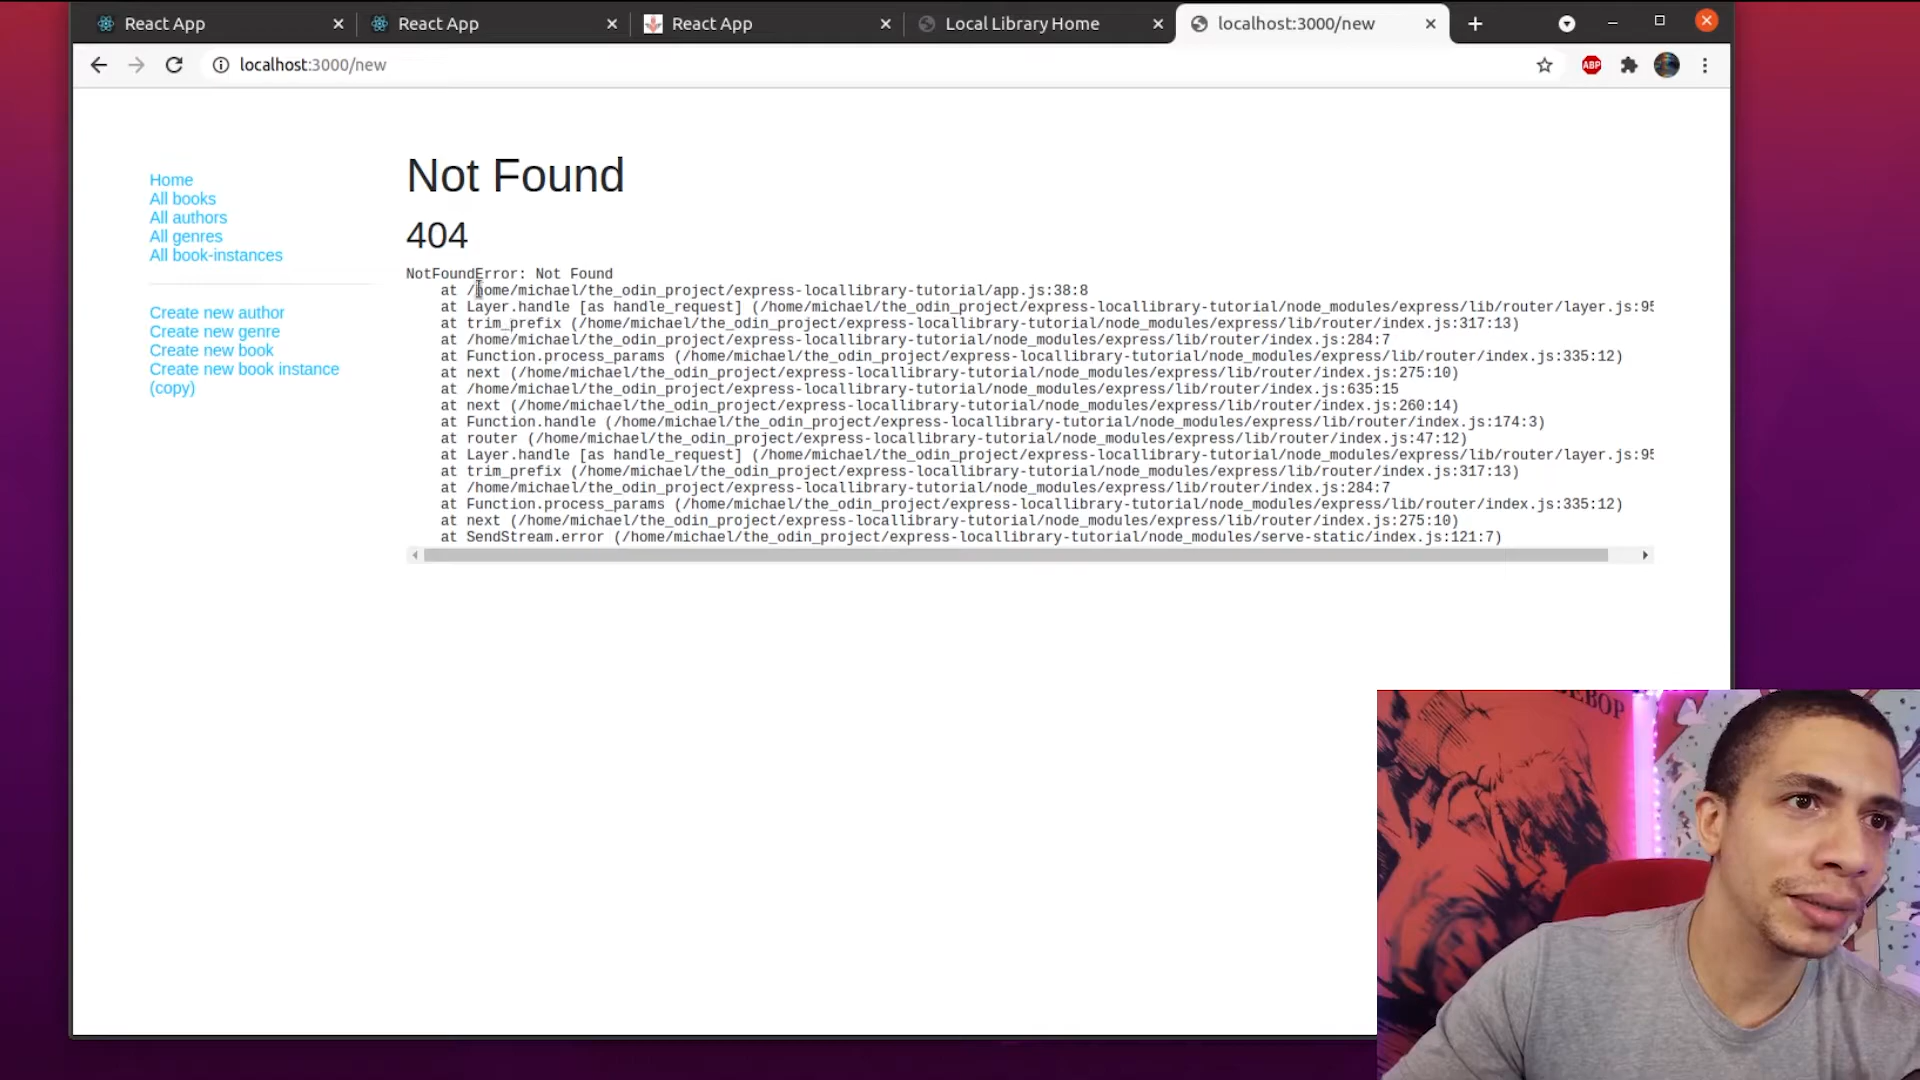 React App
React App
React App
Local Library Home
localhost:3000/new
localhost:3000/new
ABP
Home
All books
All authors
All genres
All book-instances
Create new author
Create new genre
Create new book
Create new book instance
(copy)
Not Found
404
NotFoundError: Not Found
at /home/michael/the_odin_project/express-locallibrary-tutorial/app.js:38:8
at Layer.handle [as handle_request] (/home/michael/the_odin_project/express-locallibrary-tutorial/node_modules/express/lib/router/layer.js:95
at trim_prefix (/home/michael/the_odin_project/express-locallibrary-tutorial/node_modules/express/lib/router/index.js:317:13)
at /home/michael/the_odin_project/express-locallibrary-tutorial/node_modules/express/lib/router/index.js:284:7
at Function.process_params (/home/michael/the_odin_project/express-locallibrary-tutorial/node_modules/express/lib/router/index.js:335:12)
at next (/home/michael/the_odin_project/express-locallibrary-tutorial/node_modules/express/lib/router/index.js:275:10)
at /home/michael/the_odin_project/express-locallibrary-tutorial/node_modules/express/lib/router/index.js:635:15
at next (/home/michael/the_odin_project/express-locallibrary-tutorial/node_modules/express/lib/router/index.js:260:14)
at Function.handle (/home/michael/the_odin_project/express-locallibrary-tutorial/node_modules/express/lib/router/index.js:174:3)
at router (/home/michael/the_odin_project/express-locallibrary-tutorial/node_modules/express/lib/router/index.js:47:12)
at Layer.handle [as handle_request] (/home/michael/the_odin_project/express-locallibrary-tutorial/node_modules/express/lib/router/layer.js:95
at trim_prefix (/home/michael/the_odin_project/express-locallibrary-tutorial/node_modules/express/lib/router/index.js:317:13)
at /home/michael/the_odin_project/express-locallibrary-tutorial/node_modules/express/lib/router/index.js:284:7
at Function.process_params (/home/michael/the_odin_project/express-locallibrary-tutorial/node_modules/express/lib/router/index.js:335:12)
at next (/home/michael/the_odin_project/express-locallibrary-tutorial/node_modules/express/lib/router/index.js:275:10)
at SendStream.error (/home/michael/the_odin_project/express-locallibrary-tutorial/node_modules/serve-static/index.js:121:7)